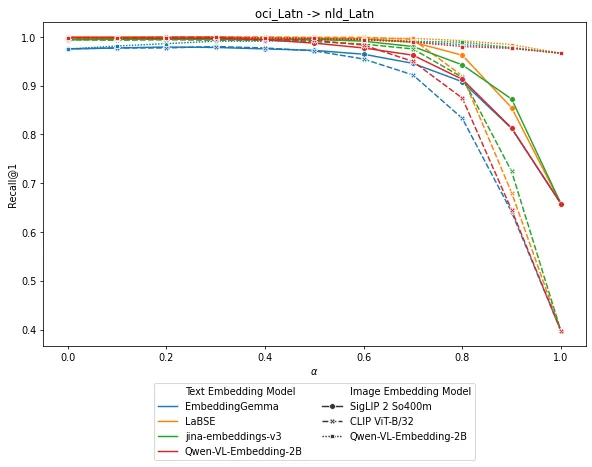 oci_Latn -> nld_Latn
Recall@1
1.0
0.9
0.8
0.7
0.6
0.5
0.4
0.0 0.2 0.4 0.6 0.8 1.0
α
Text Embedding Model
EmbeddingGemma
LaBSE
jina-embeddings-v3
Qwen-VL-Embedding-2B
Image Embedding Model
SigLIP 2 So400m
CLIP ViT-B/32
Qwen-VL-Embedding-2B